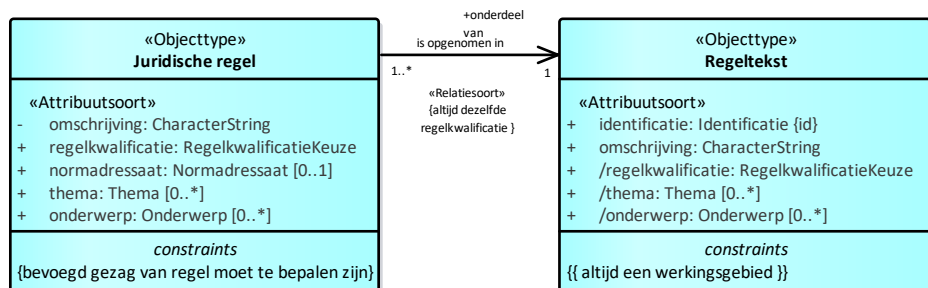 «Objecttype»
Juridische regel
«Attribuutsoort»
- omschrijving: CharacterString
+ regelkwalificatie: RegelkwalificatieKeuze
+ normadressaat: Normadressaat [0..1]
+ thema: Thema [0..*]
+ onderwerp: Onderwerp [0..*]
constraints
{bevoegd gezag van regel moet te bepalen zijn}
+onderdeel
van
is opgenomen in
1..*
1
«Relatiesoort»
{altijd dezelfde
regelkwalificatie }
«Objecttype»
Regeltekst
«Attribuutsoort»
+ identificatie: Identificatie {id}
+ omschrijving: CharacterString
+ /regelkwalificatie: RegelkwalificatieKeuze
+ /thema: Thema [0..*]
+ /onderwerp: Onderwerp [0..*]
constraints
{{ altijd een werkingsgebied }}